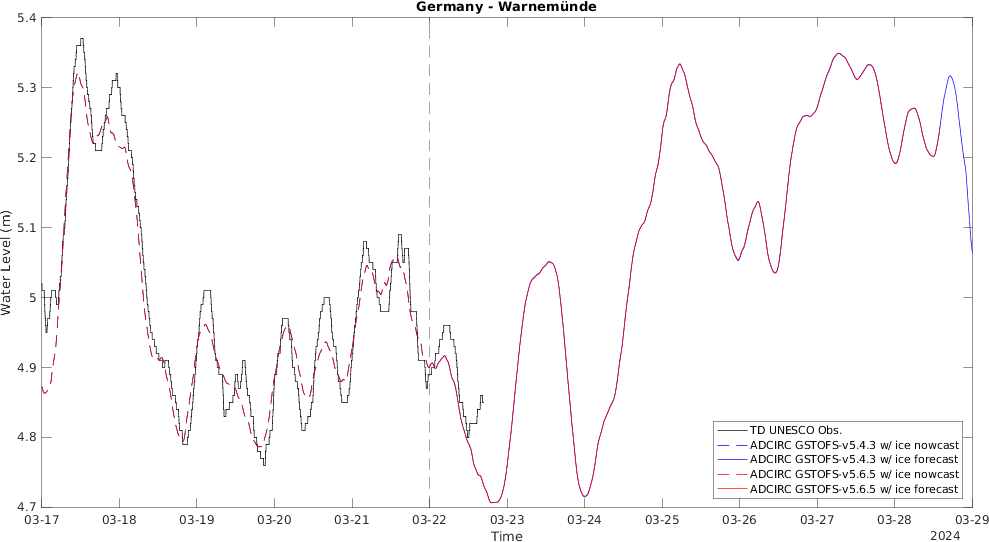 Germany - Warnemünde
5.4
5.3
5.2
5.1
5
4.9
4.8
4.7
Water Level (m)
TD UNESCO Obs.
ADCIRC GSTOFS-v5.4.3 w/ ice nowcast
ADCIRC GSTOFS-v5.4.3 w/ ice forecast
ADCIRC GSTOFS-v5.6.5 w/ ice nowcast
ADCIRC GSTOFS-v5.6.5 w/ ice forecast
03-17 03-18 03-19 03-20 03-21 03-22 03-23 03-24 03-25 03-26 03-27 03-28 03-29
Time
2024